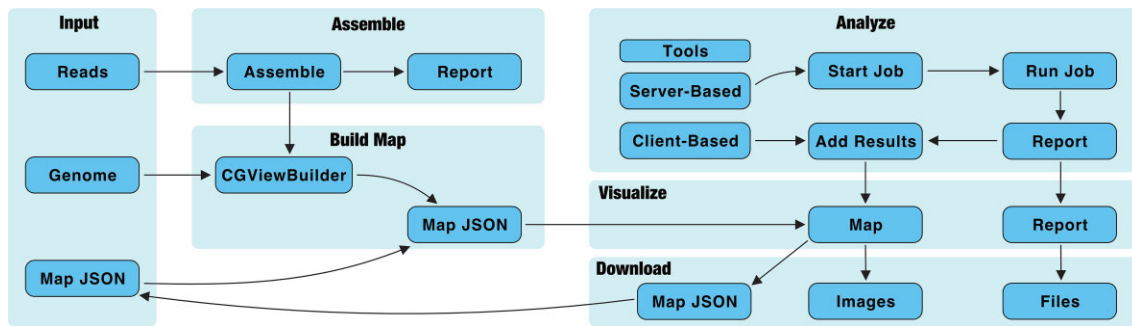 Input
Reads
Genome
Map JSON
Assemble
Assemble
Report
Build Map
CGViewBuilder
Map JSON
Analyze
Tools
Server-Based
Start Job
Run Job
Client-Based
Add Results
Report
Visualize
Map
Report
Download
Map JSON
Images
Files